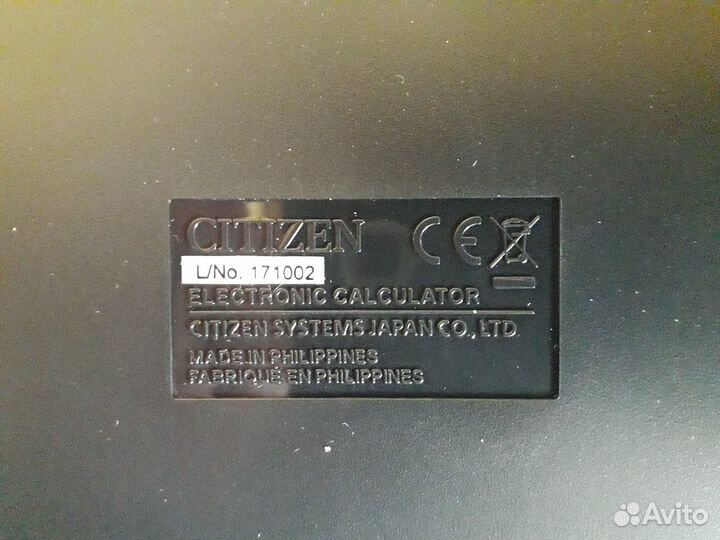 CITIZEN CE
L/No. 171002
ELECTRONIC CALCULATOR
CITIZEN SYSTEMS JAPAN CO., LTD.
MADE IN PHILIPPINES
FABRIQUÉ EN PHILIPPINES
Avito